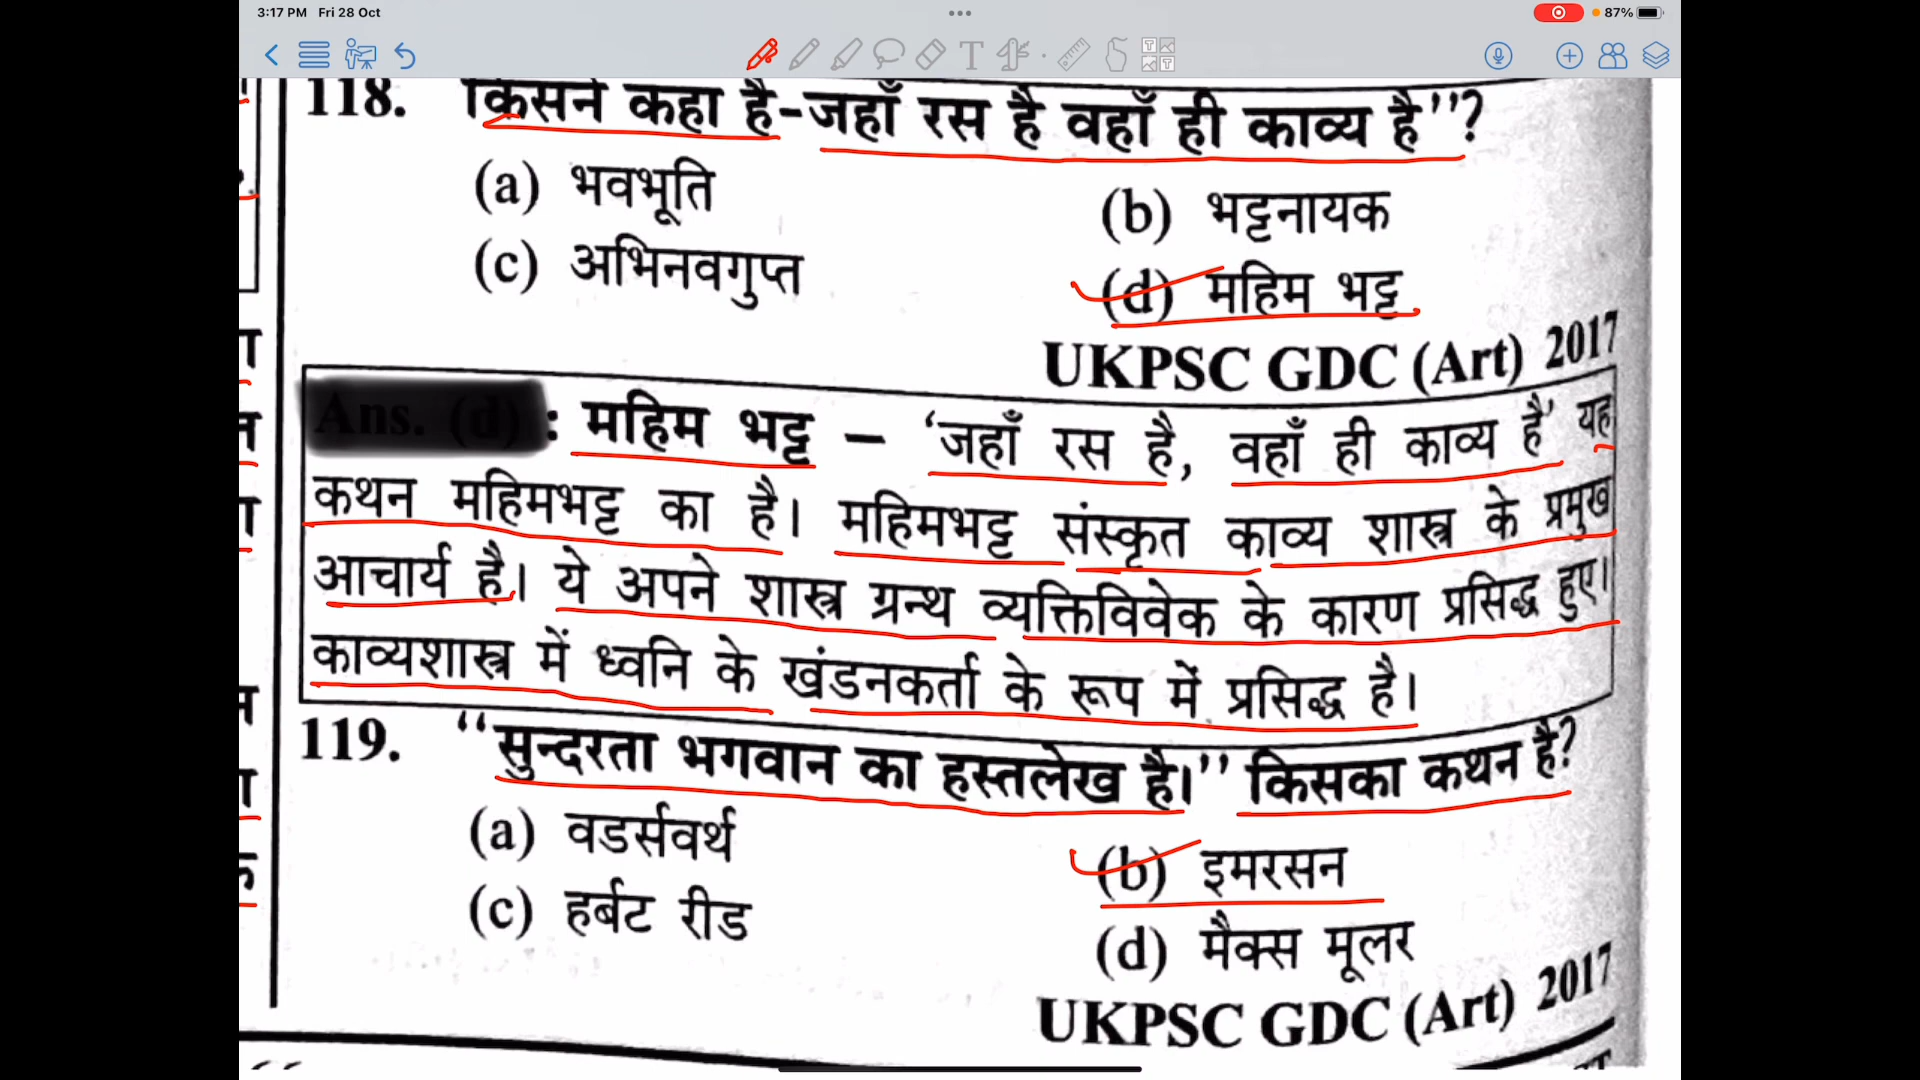 3:17 PM Fri 28 Oct
87%
118. किसने कहा है-जहाँ रस है वहाँ ही काव्य है’’?
(a) भवभूति
(b) भट्टनायक
(c) अभिनवगुप्त
(d) महिम भट्ट
UKPSC GDC (Art) 2017
Ans. (d) : महिम भट्ट – ‘जहाँ रस है, वहाँ ही काव्य है’ यह
कथन महिमभट्ट का है। महिमभट्ट संस्कृत काव्य शास्त्र के प्रमुख
आचार्य है। ये अपने शास्त्र ग्रन्थ व्यक्तिविवेक के कारण प्रसिद्ध हुए।
काव्यशास्त्र में ध्वनि के खंडनकर्ता के रूप में प्रसिद्ध है।
119. ‘‘सुन्दरता भगवान का हस्तलेख है।’’ किसका कथन है?
(a) वडर्सवर्थ
(b) इमरसन
(c) हर्बट रीड
(d) मैक्स मूलर
UKPSC GDC (Art) 2017